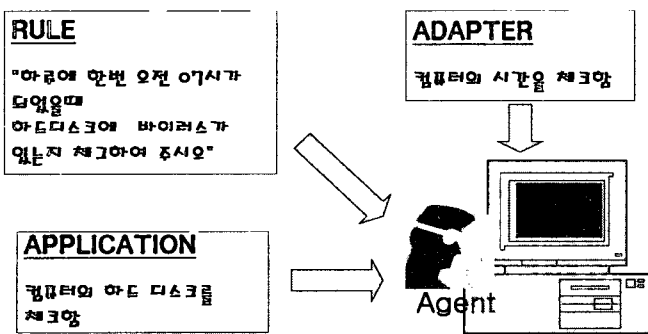 RULE
"하루에 한번 오전 07시가
되었을때
하드디스크에 바이러스가
있는지 체크하여 주시오"
ADAPTER
컴퓨터의 시간을 체크함
APPLICATION
컴퓨터의 하드 디스크를
체크함
Agent